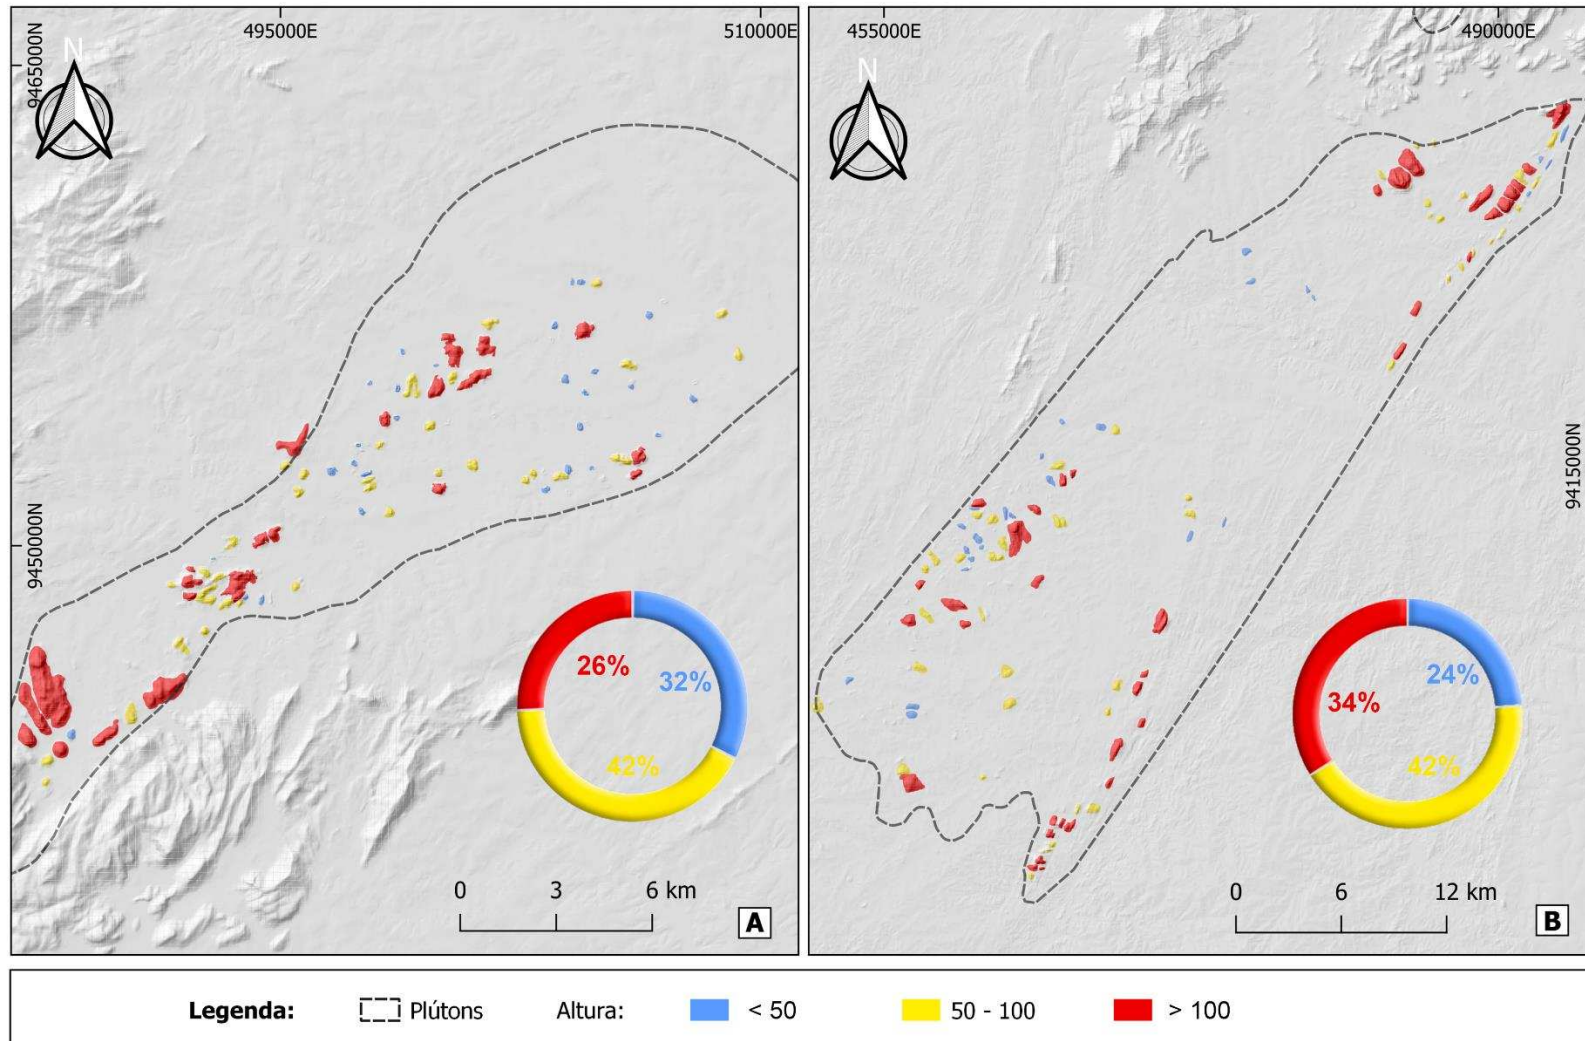 495000E
510000E
9465000N
N
9450000N
26%
32%
42%
0 3 6 km
A
455000E
490000E
N
9415000N
34%
24%
42%
0 6 12 km
B
Legenda: Plútons Altura: < 50 50 - 100 > 100